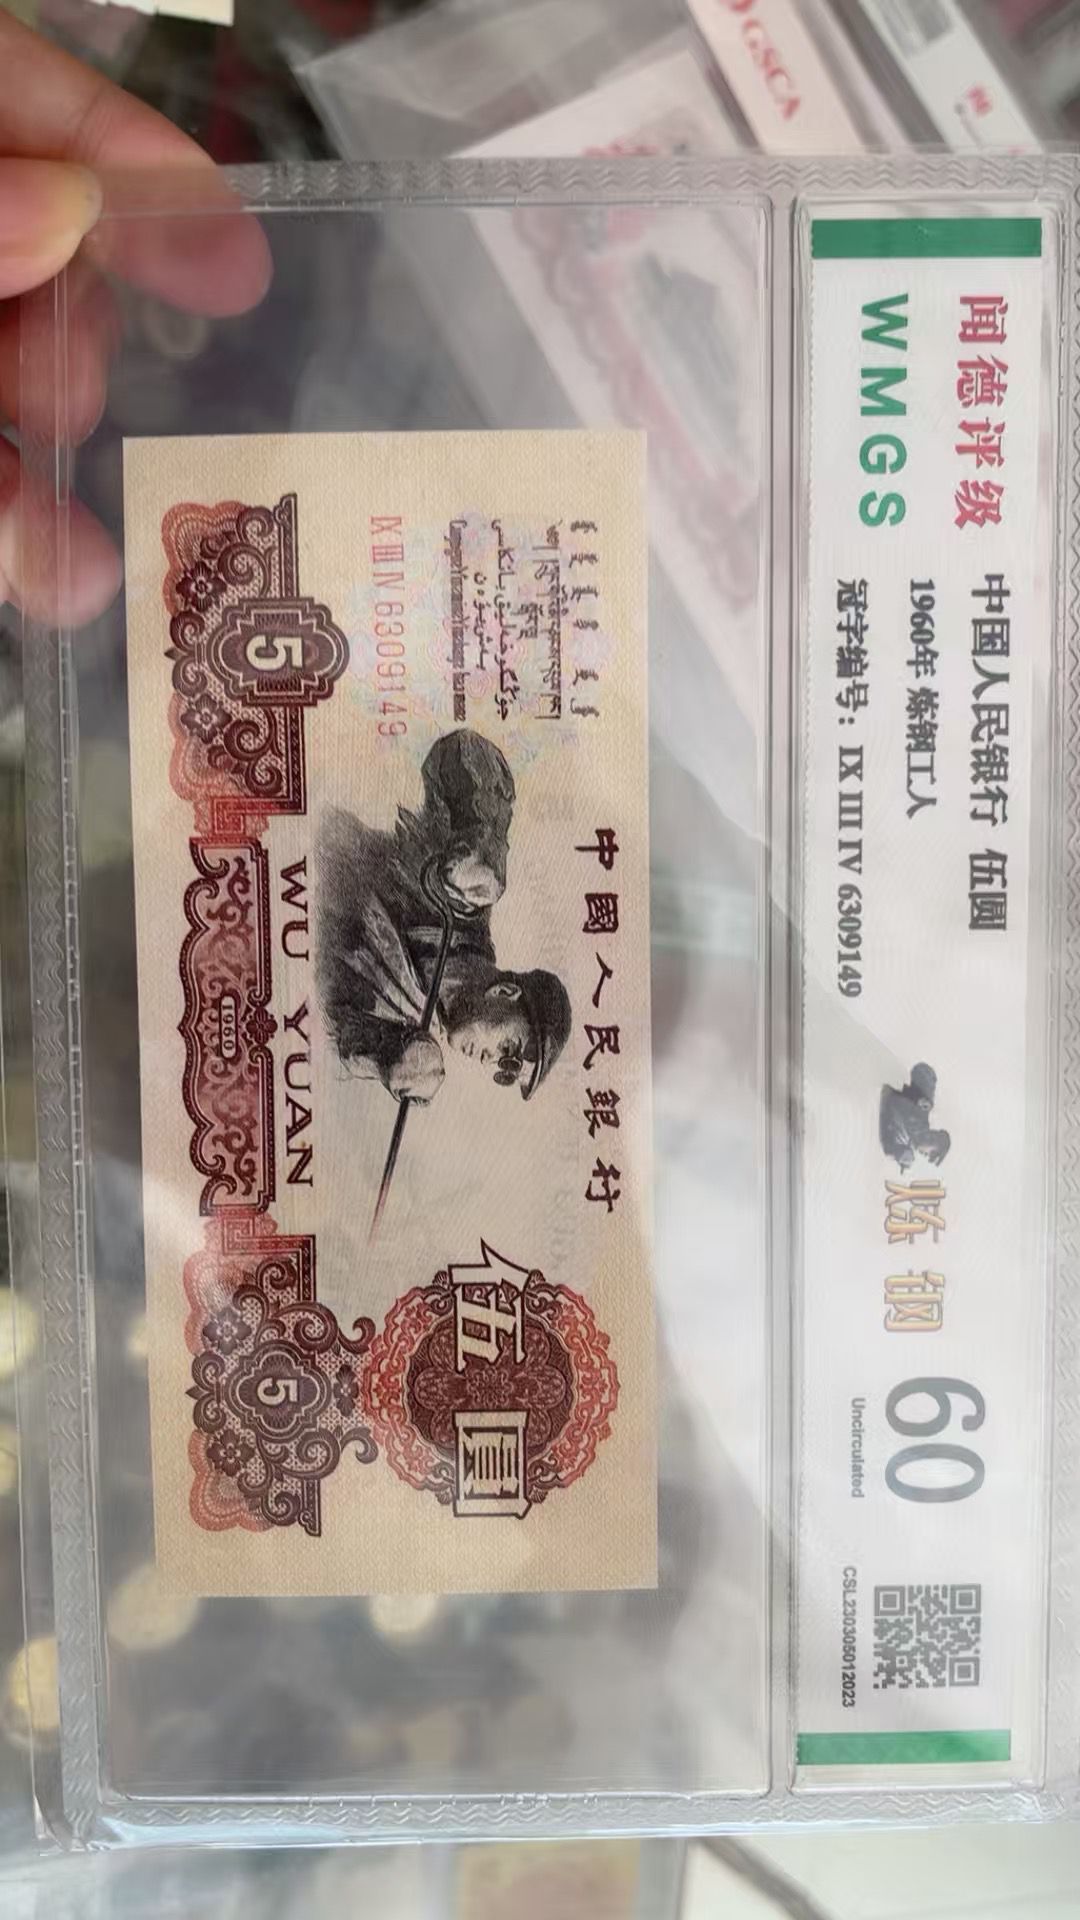 GSCA
闻德评级
WMGS
中国人民银行 伍圆
1960年 炼钢工人
冠字编号：IX III IV 6309149
炼钢
60
Uncirculated
CSL230305012023
中國人民銀行
IX III IV 6309149
伍圓
WU YUAN
5
1960
5